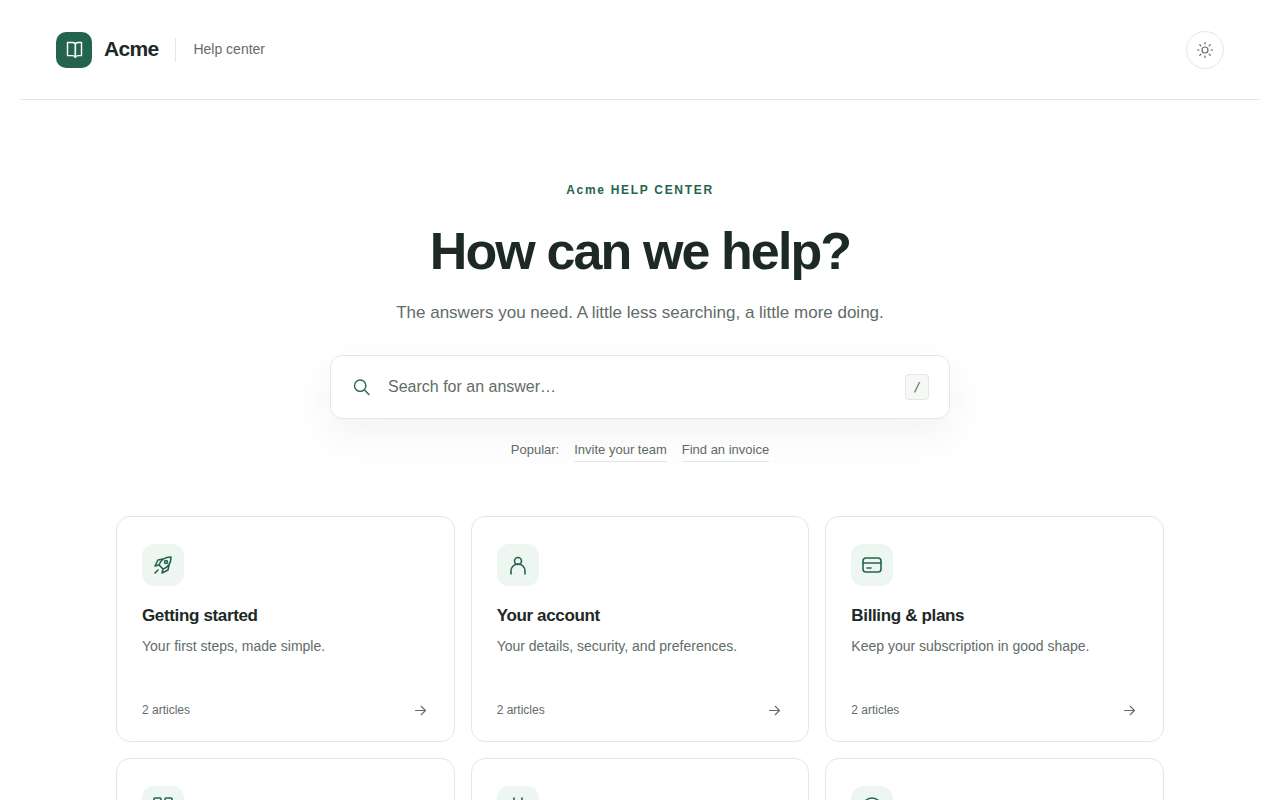 Acme
Help center
Acme HELP CENTER
How can we help?
The answers you need. A little less searching, a little more doing.
Search for an answer…
/
Popular: Invite your team Find an invoice
Getting started
Your first steps, made simple.
2 articles
Your account
Your details, security, and preferences.
2 articles
Billing & plans
Keep your subscription in good shape.
2 articles